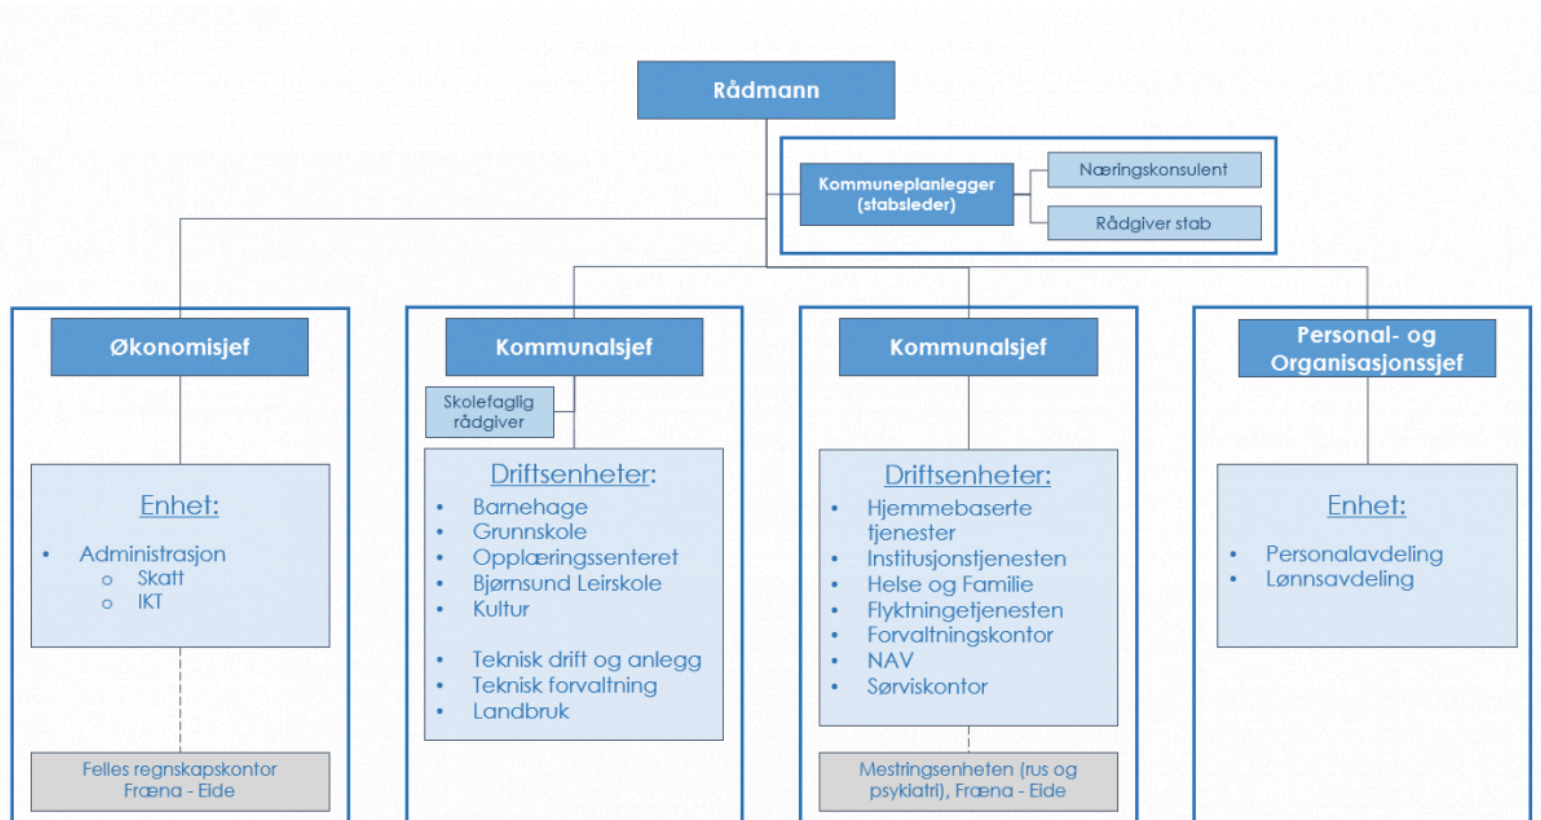 Rådmann
Kommuneplanlegger
(stabsleder)
Næringskonsulent
Rådgiver stab
Økonomisjef
Enhet:
• Administrasjon
o Skatt
o IKT
Felles regnskapskontor
Fræna - Eide
Kommunalsjef
Skolefaglig
rådgiver
Driftsenheter:
• Barnehage
• Grunnskole
• Opplæringssenteret
• Bjørnsund Leirskole
• Kultur
• Teknisk drift og anlegg
• Teknisk forvaltning
• Landbruk
Kommunalsjef
Driftsenheter:
• Hjemmebaserte
tjenester
• Institusjonstjenesten
• Helse og Familie
• Flyktningetjenesten
• Forvaltningskontor
• NAV
• Sørviskontor
Mestringsenheten (rus og
psykiatri), Fræna - Eide
Personal- og
Organisasjonssjef
Enhet:
• Personalavdeling
• Lønnsavdeling